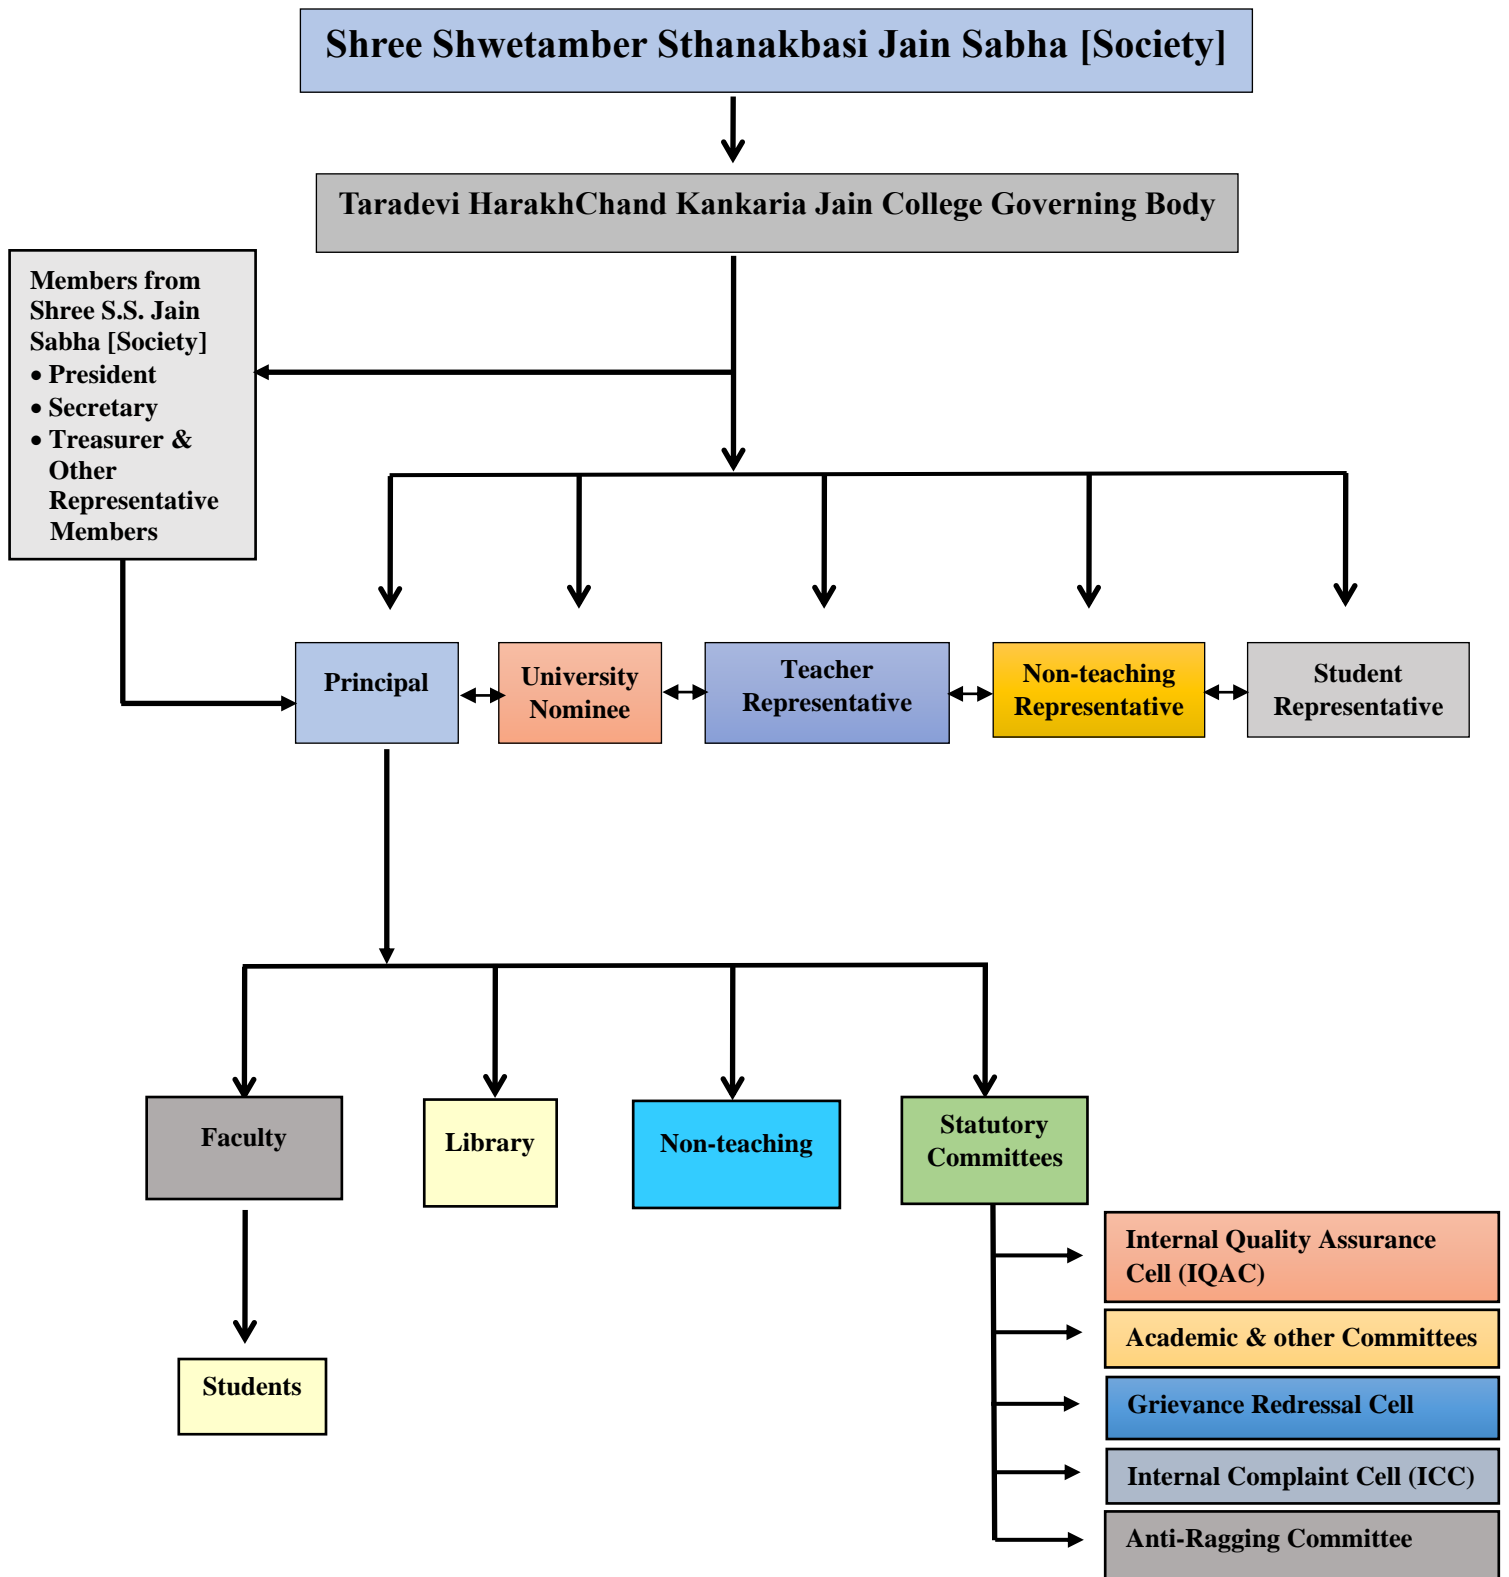 Shree Shwetamber Sthanakbasi Jain Sabha [Society]
Taradevi HarakhChand Kankaria Jain College Governing Body
Members from
Shree S.S. Jain
Sabha [Society]
• President
• Secretary
• Treasurer &
Other
Representative
Members
Principal
University
Nominee
Teacher
Representative
Non-teaching
Representative
Student
Representative
Faculty
Library
Non-teaching
Statutory
Committees
Students
Internal Quality Assurance
Cell (IQAC)
Academic & other Committees
Grievance Redressal Cell
Internal Complaint Cell (ICC)
Anti-Ragging Committee